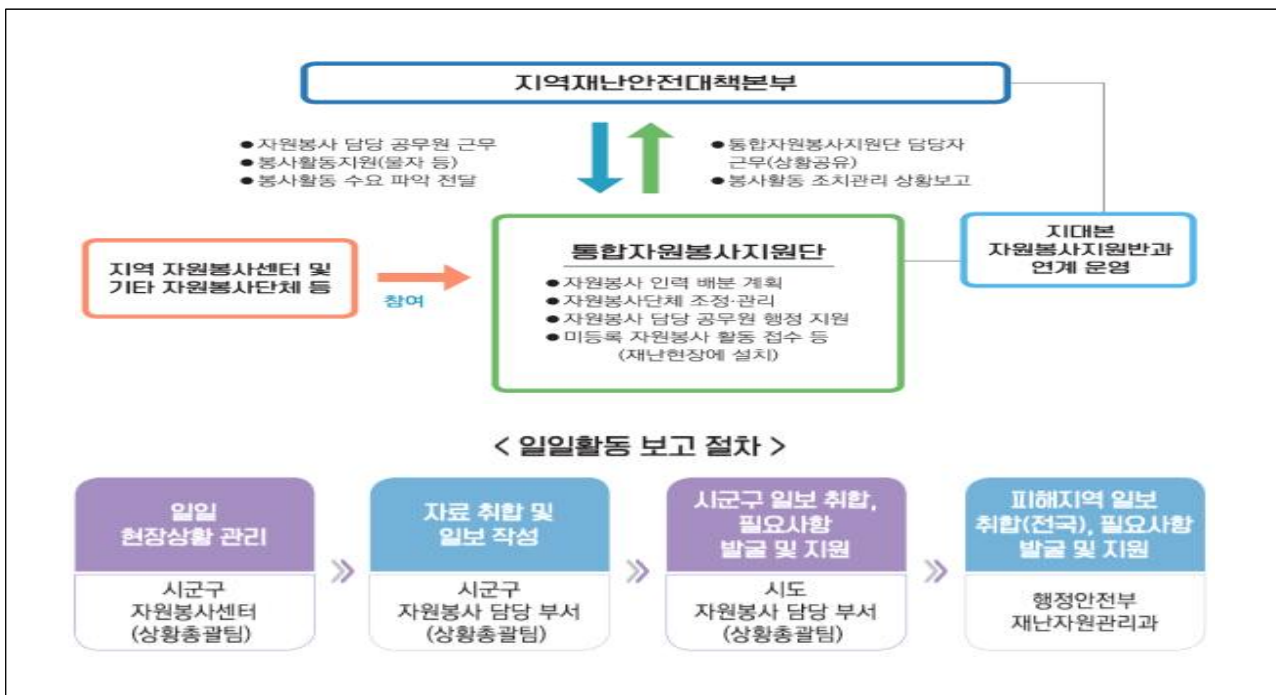 지역재난안전대책본부
●자원봉사 담당 공무원 근무
●봉사활동지원(물자 등)
●봉사활동 수요 파악 전달
●통합자원봉사지원단 담당자
근무(상황공유)
●봉사활동 조치관리 상황보고
지역 자원봉사센터 및
기타 자원봉사단체 등
참여
통합자원봉사지원단
●자원봉사 인력 배분 계획
●자원봉사단체 조정·관리
●자원봉사 담당 공무원 행정 지원
●미등록 자원봉사 활동 접수 등
(재난현장에 설치)
지대본
자원봉사지원반과
연계 운영
< 일일활동 보고 절차 >
일일
현장상황 관리
시군구
자원봉사센터
(상황총괄팀)
자료 취합 및
일보 작성
시군구
자원봉사 담당 부서
(상황총괄팀)
시군구 일보 취합,
필요사항
발굴 및 지원
시도
자원봉사 담당 부서
(상황총괄팀)
피해지역 일보
취합(전국), 필요사항
발굴 및 지원
행정안전부
재난자원관리과